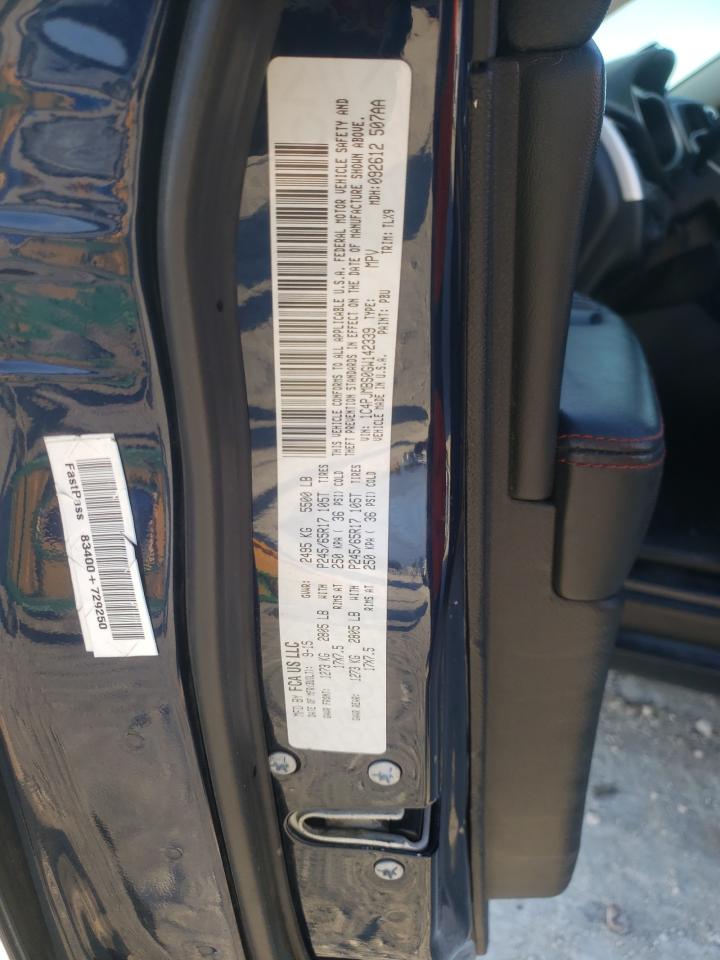 MFD BY FCA US LLC
DATE OF MFR(BUILT): 9-15 GVWR: 2495 KG 5500 LB
GAWR FRONT: 1273 KG 2805 LB WITH P245/65R17 105T TIRES
17X7.5 RIMS AT 250 KPA ( 36 PSI) COLD
GAWR REAR: 1273 KG 2805 LB WITH P245/65R17 105T TIRES
17X7.5 RIMS AT 250 KPA ( 36 PSI) COLD
THIS VEHICLE CONFORMS TO ALL APPLICABLE U.S.A. FEDERAL MOTOR VEHICLE SAFETY AND
THEFT PREVENTION STANDARDS IN EFFECT ON THE DATE OF MANUFACTURE SHOWN ABOVE.
VIN: 1C4PJMBS0GW142339 TYPE: MPV MDH:092612 507AA
VEHICLE MADE IN U.S.A. PAINT: PBU TRIM: TLX9
FastPass 83400+729250